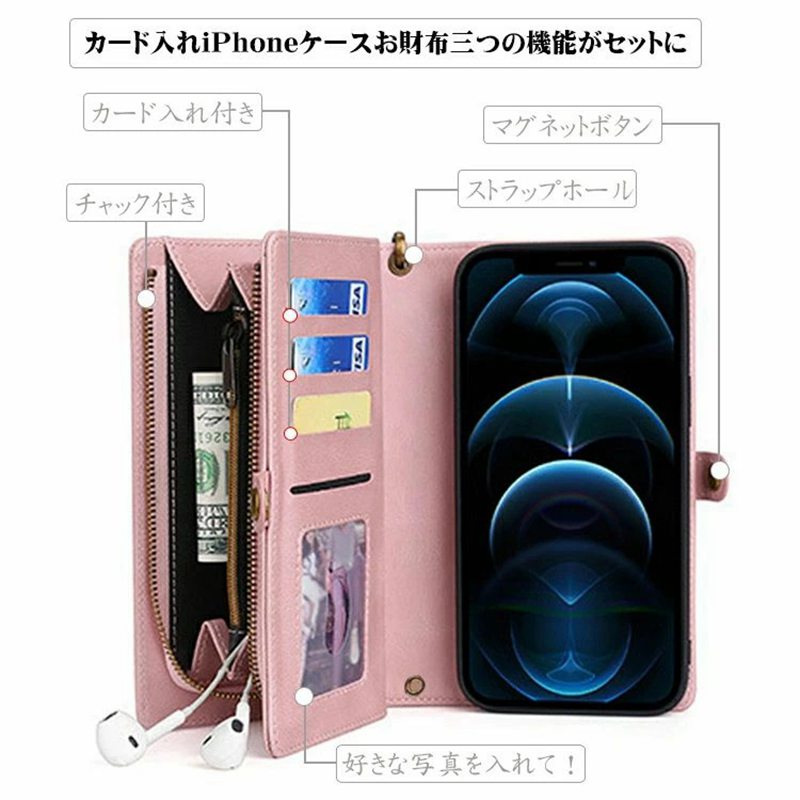 カード入れiPhoneケースお財布三つの機能がセットに
カード入れ付き
マグネットボタン
ストラップホール
チャック付き
VISA
VISA
好きな写真を入れて!